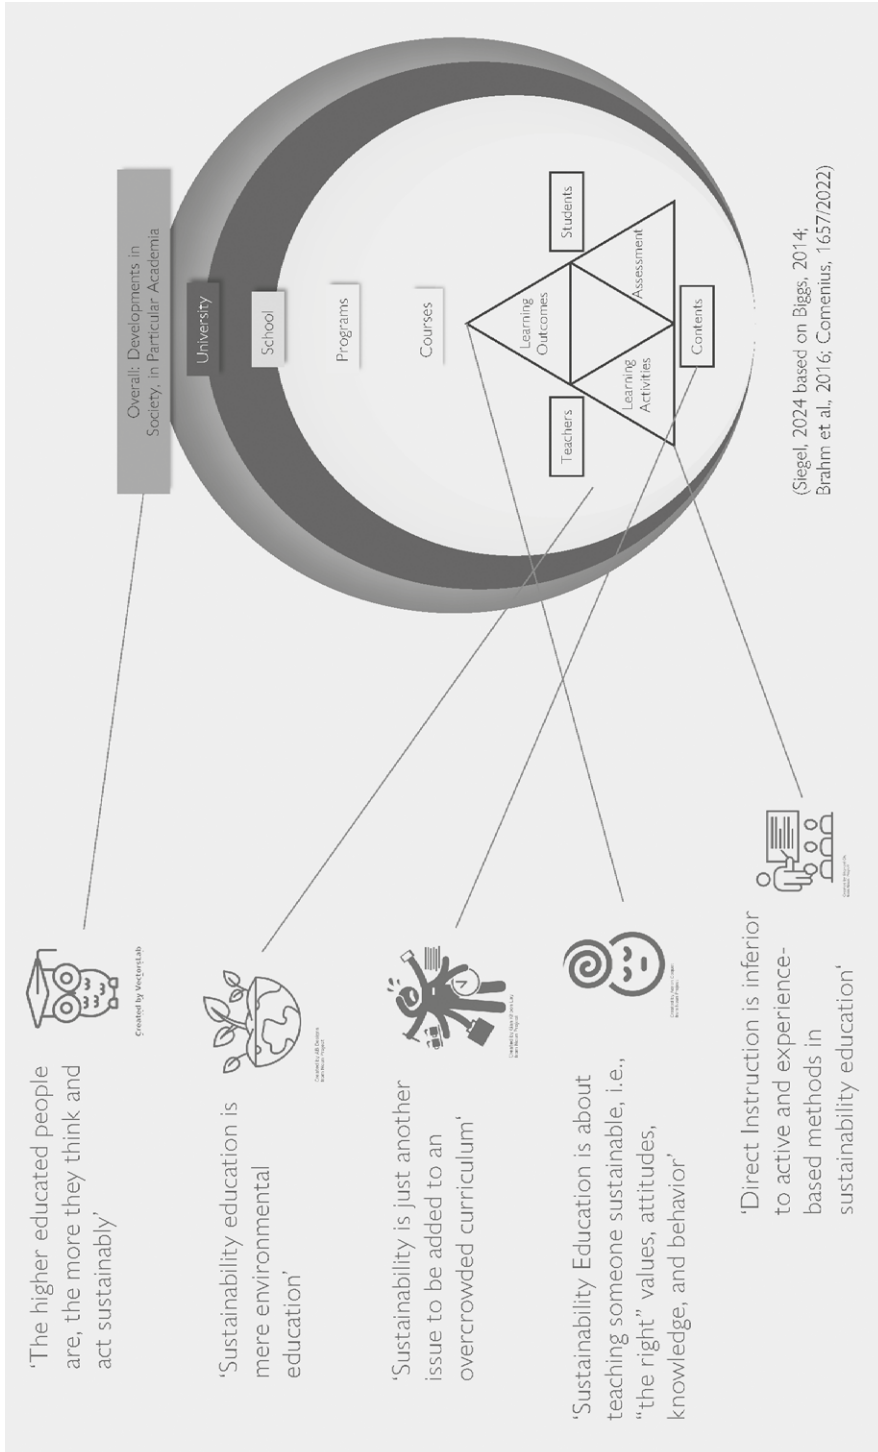 ‘The higher educated people
are, the more they think and
act sustainably’
Created by VectorsLab
‘Sustainability education is
mere environmental
education’
‘Sustainability is just another
issue to be added to an
overcrowded curriculum‘
‘Sustainability Education is about
teaching someone sustainable, i.e.,
“the right” values, attitudes,
knowledge, and behavior’
‘Direct Instruction is inferior
to active and experience-
based methods in
sustainability education‘
Overall: Developments in
Society, in Particular Academia
University
School
Programs
Courses
Learning
Outcomes
Teachers
Students
Learning
Activities
Assessment
Contents
(Siegel, 2024 based on Biggs, 2014;
Brahm et al., 2016; Comenius, 1657/2022)